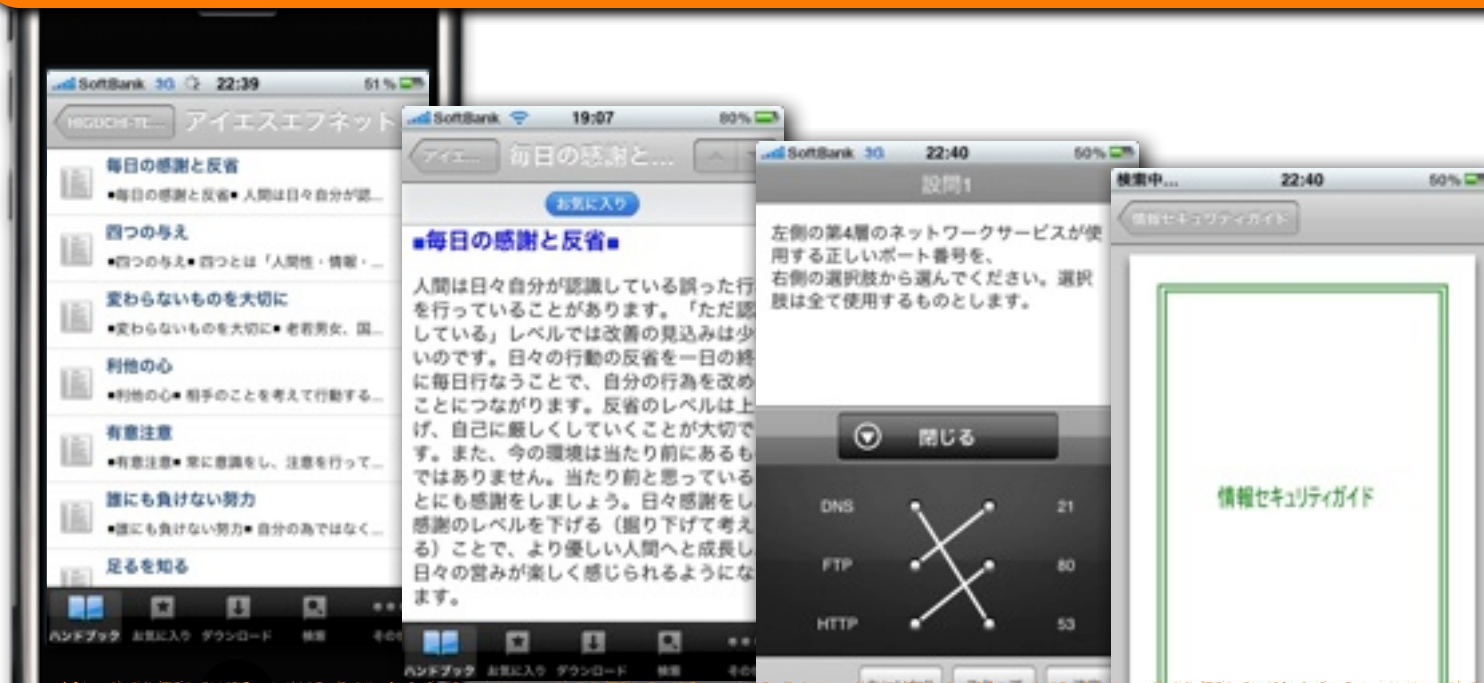 SoftBank 3G 22:39 51%
HIGUCHI-TE... アイエスエフネット
毎日の感謝と反省
■毎日の感謝と反省■ 人間は日々自分が認...
四つの与え
■四つの与え■ 四つとは「人間性・情報・...
変わらないものを大切に
■変わらないものを大切に■ 老若男女、国...
利他の心
■利他の心■ 相手のことを考えて行動する...
有意注意
■有意注意■ 常に意識をし、注意を行って...
誰にも負けない努力
■誰にも負けない努力■ 自分の為ではなく...
足るを知る
ハンドブック お気に入り ダウンロード 検索 その
SoftBank 19:07 80%
アイエ... 毎日の感謝と...
お気に入り
■毎日の感謝と反省■
人間は日々自分が認識している誤った行
を行っていることがあります。「ただ認
している」レベルでは改善の見込みは少
いのです。日々の行動の反省を一日の終
に毎日行なうことで、自分の行為を改め
ことにつながります。反省のレベルは上
げ、自己に厳しくしていくことが大切で
す。また、今の環境は当たり前にあるも
ではありません。当たり前と思っている
とにも感謝をしましょう。日々感謝をし
感謝のレベルを下げる(掘り下げて考え
る)ことで、より優しい人間へと成長し
日々の営みが楽しく感じられるようにな
ます。
ハンドブック お気に入り ダウンロード 検索 その
SoftBank 3G 22:40 50%
設問1
左側の第4層のネットワークサービスが使
用する正しいポート番号を、
右側の選択肢から選んでください。選択
肢は全て使用するものとします。
閉じる
DNS 21
FTP 80
HTTP 53
検索中... 22:40 50%
情報セキュリティガイド
情報セキュリティガイド